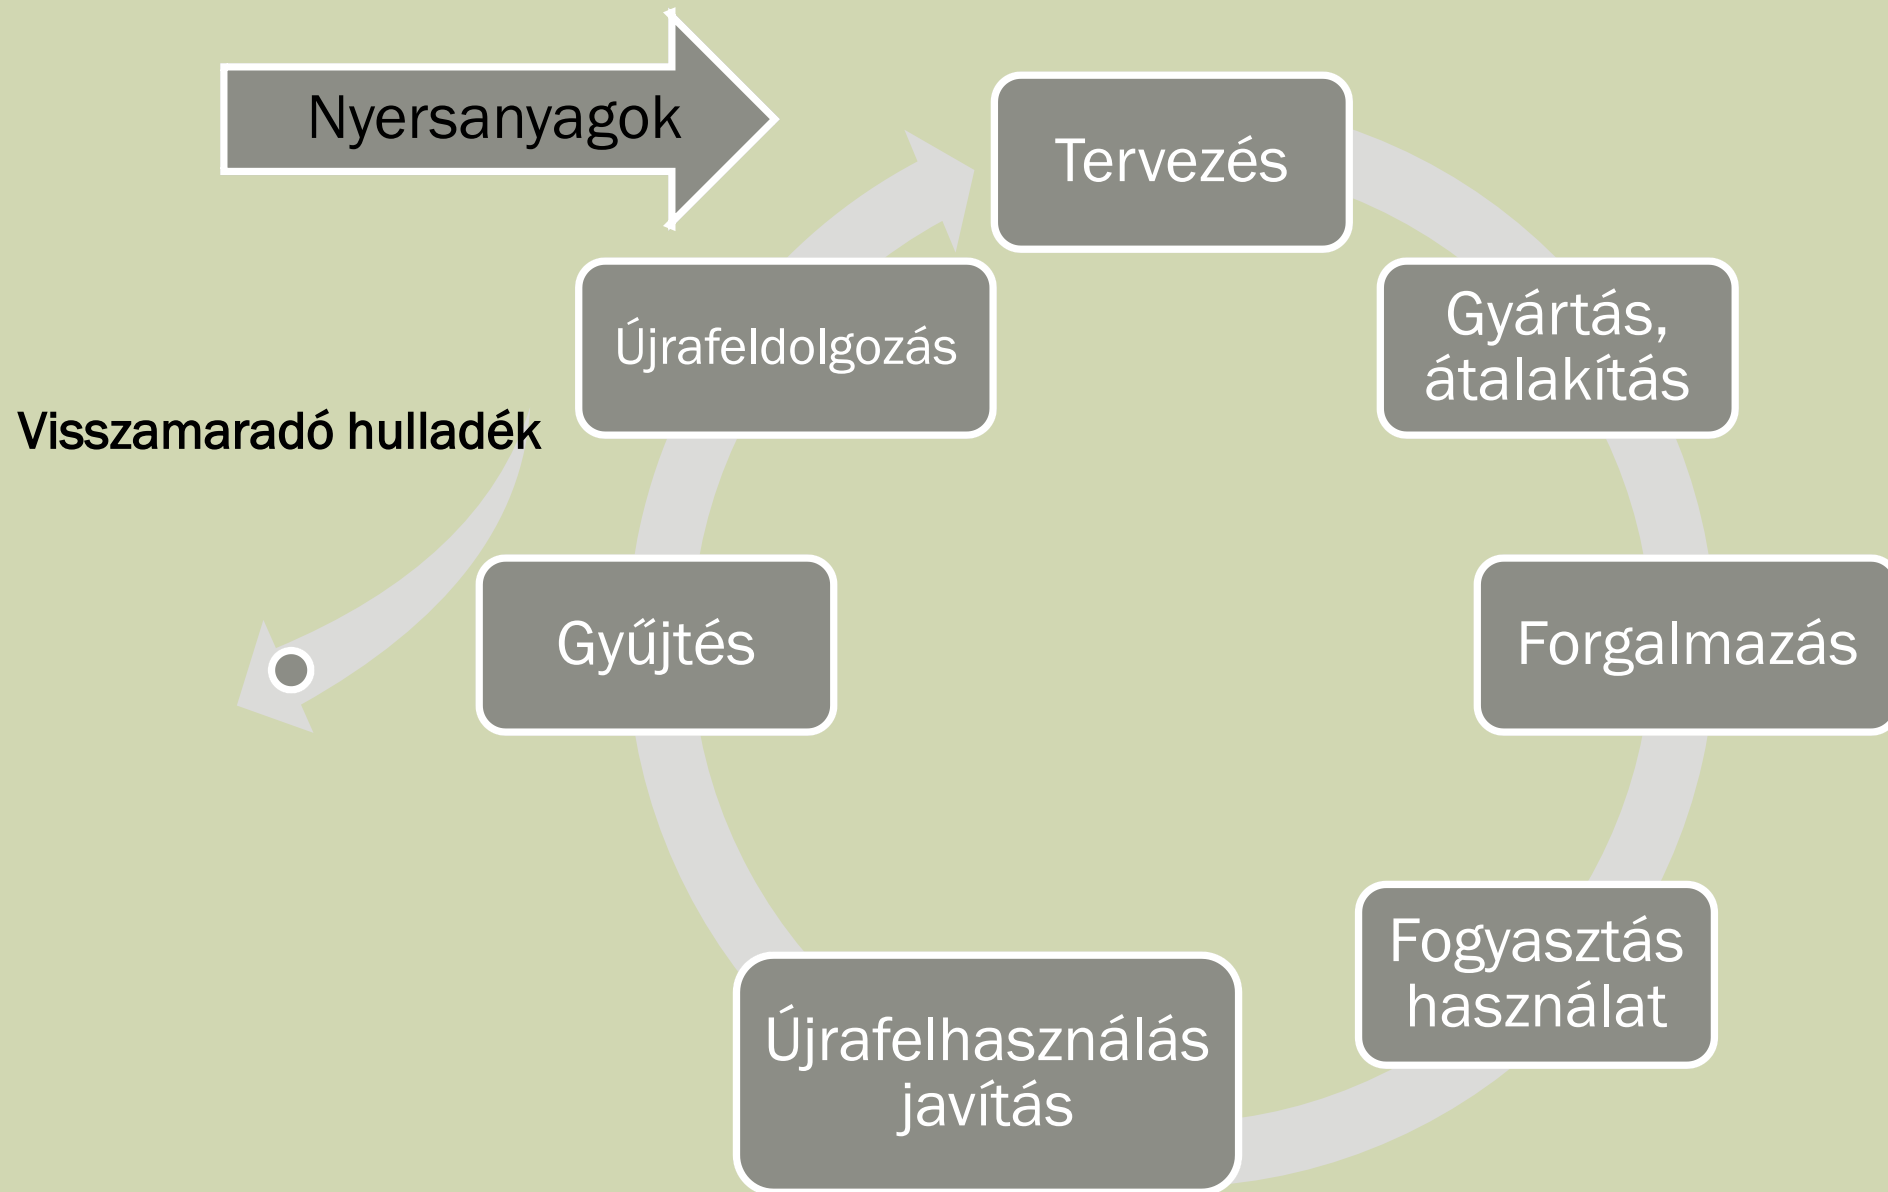 Nyersanyagok
Tervezés
Gyártás,
átalakítás
Forgalmazás
Fogyasztás
használat
Újrafelhasználás
javítás
Gyűjtés
Újrafeldolgozás
Visszamaradó hulladék